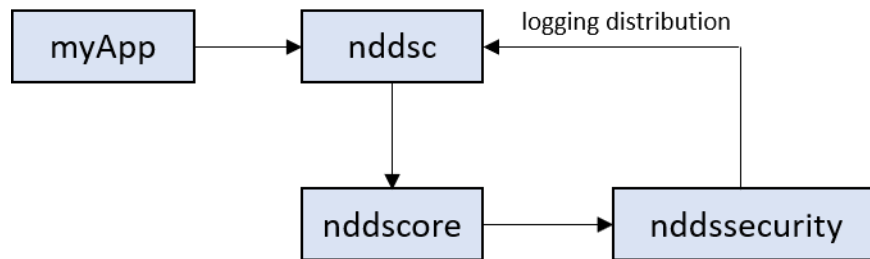 logging distribution
myApp
nddsc
nddscore
nddssecurity